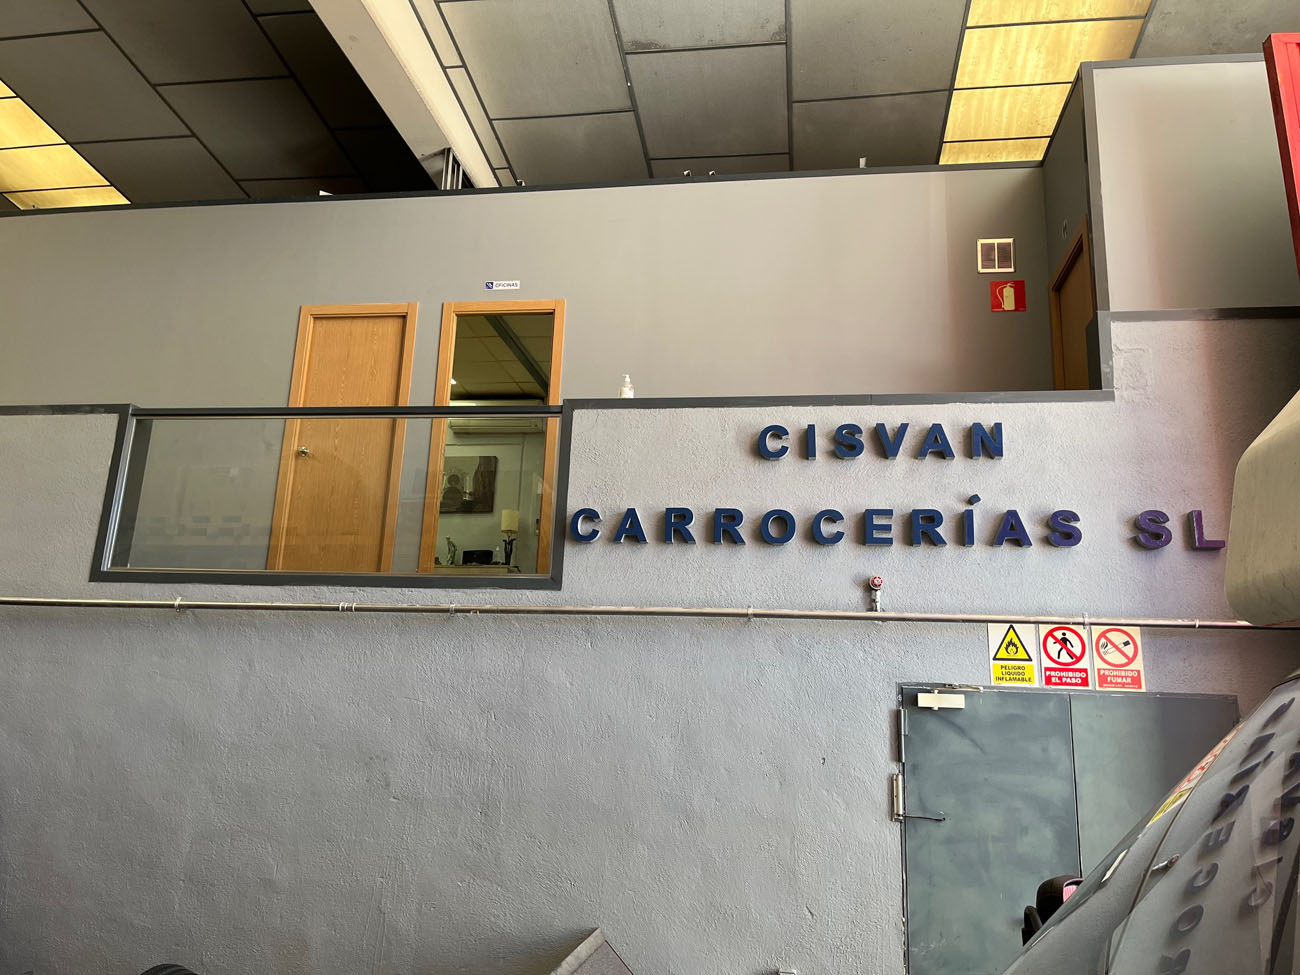 OFICINAS
CISVAN
CARROCERÍAS SL
PELIGRO
LIQUIDO
INFLAMABLE
PROHIBIDO
EL PASO
PROHIBIDO
FUMAR